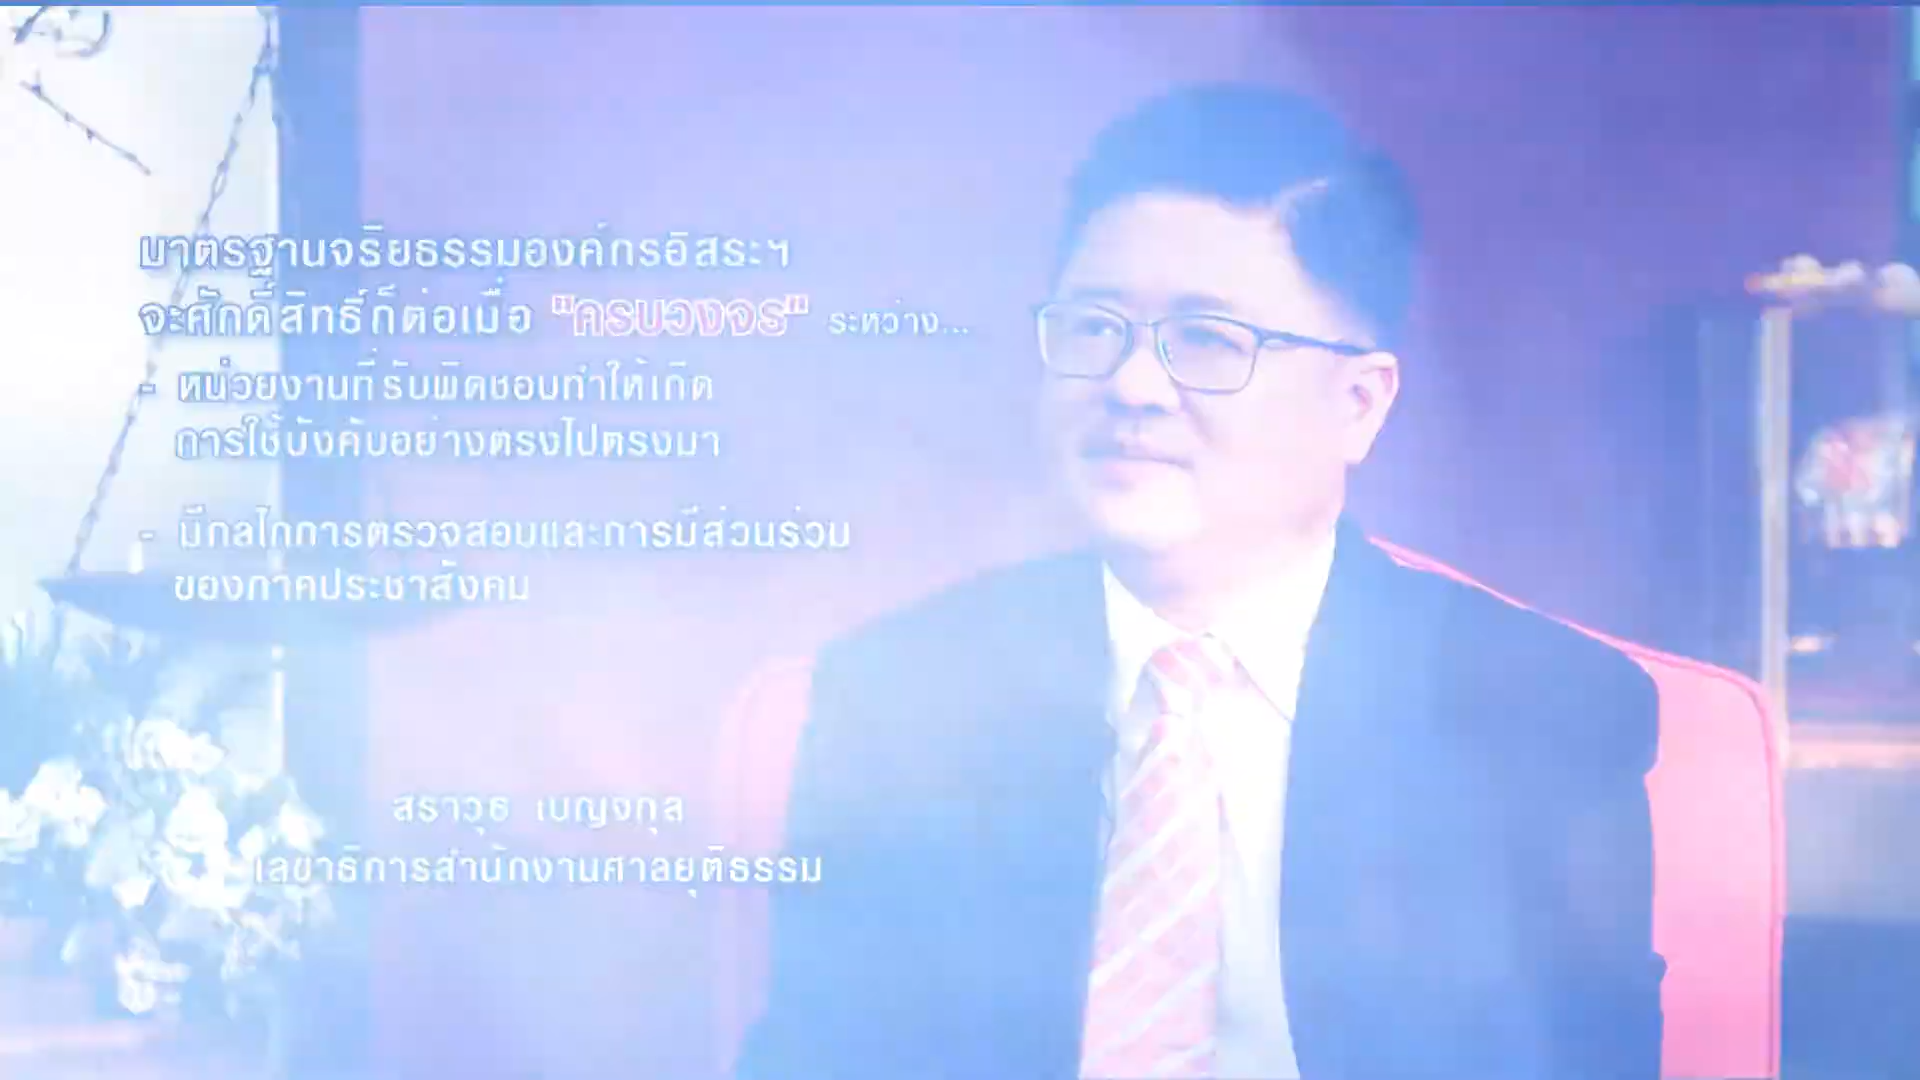 มาตรฐานจริยธรรมองค์กรอิสระฯ
จะศักดิ์สิทธิ์ก็ต่อเมื่อ "ครบวงจร" ระหว่าง...
- หน่วยงานที่รับผิดชอบทำให้เกิด
การใช้บังคับอย่างตรงไปตรงมา
- มีกลไกการตรวจสอบและการมีส่วนร่วม
ของภาคประชาสังคม
สราวุธ เบญจกุล
เลขาธิการสำนักงานศาลยุติธรรม